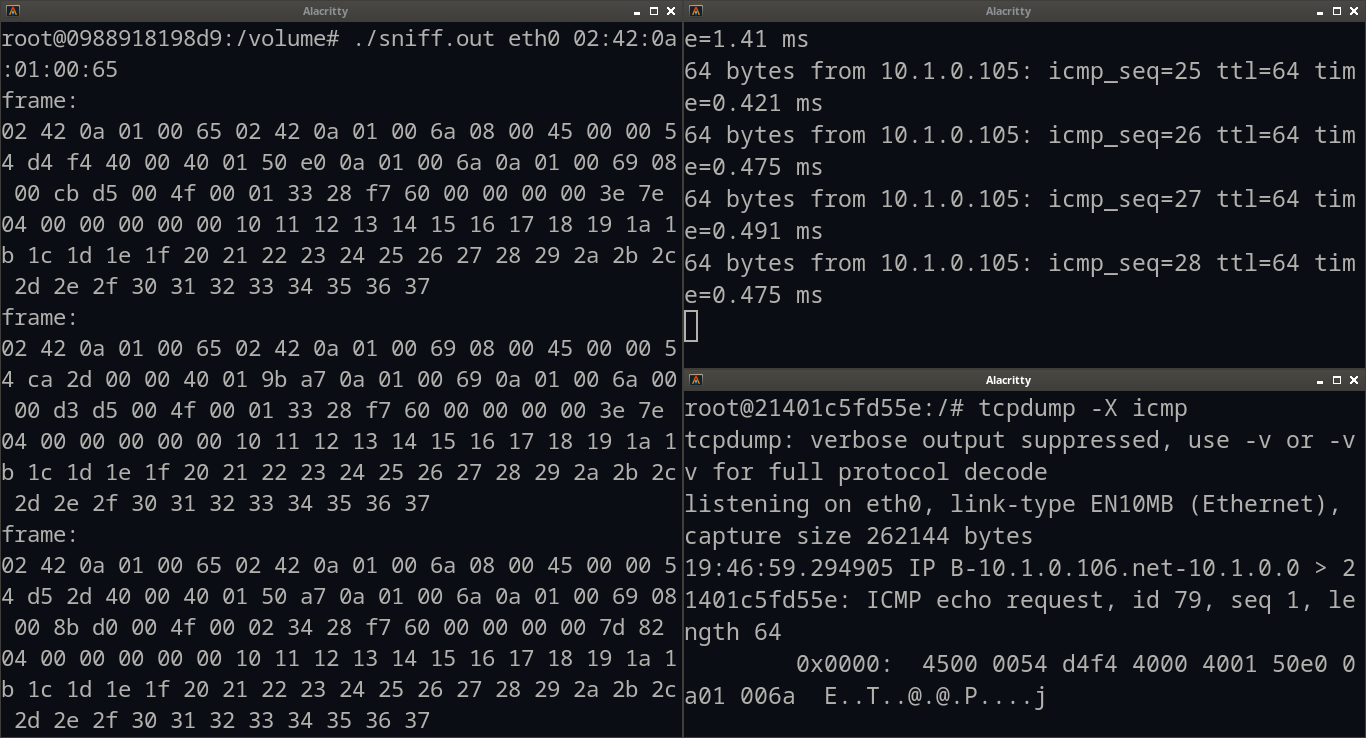 Alacritty
root@0988918198d9:/volume# ./sniff.out eth0 02:42:0a
:01:00:65
frame:
02 42 0a 01 00 65 02 42 0a 01 00 6a 08 00 45 00 00 5
4 d4 f4 40 00 40 01 50 e0 0a 01 00 6a 0a 01 00 69 08
 00 cb d5 00 4f 00 01 33 28 f7 60 00 00 00 00 3e 7e
04 00 00 00 00 00 10 11 12 13 14 15 16 17 18 19 1a 1
b 1c 1d 1e 1f 20 21 22 23 24 25 26 27 28 29 2a 2b 2c
 2d 2e 2f 30 31 32 33 34 35 36 37
frame:
02 42 0a 01 00 65 02 42 0a 01 00 69 08 00 45 00 00 5
4 ca 2d 00 00 40 01 9b a7 0a 01 00 69 0a 01 00 6a 00
 00 d3 d5 00 4f 00 01 33 28 f7 60 00 00 00 00 3e 7e
04 00 00 00 00 00 10 11 12 13 14 15 16 17 18 19 1a 1
b 1c 1d 1e 1f 20 21 22 23 24 25 26 27 28 29 2a 2b 2c
 2d 2e 2f 30 31 32 33 34 35 36 37
frame:
02 42 0a 01 00 65 02 42 0a 01 00 6a 08 00 45 00 00 5
4 d5 2d 40 00 40 01 50 a7 0a 01 00 6a 0a 01 00 69 08
 00 8b d0 00 4f 00 02 34 28 f7 60 00 00 00 00 7d 82
04 00 00 00 00 00 10 11 12 13 14 15 16 17 18 19 1a 1
b 1c 1d 1e 1f 20 21 22 23 24 25 26 27 28 29 2a 2b 2c
 2d 2e 2f 30 31 32 33 34 35 36 37
Alacritty
e=1.41 ms
64 bytes from 10.1.0.105: icmp_seq=25 ttl=64 tim
e=0.421 ms
64 bytes from 10.1.0.105: icmp_seq=26 ttl=64 tim
e=0.475 ms
64 bytes from 10.1.0.105: icmp_seq=27 ttl=64 tim
e=0.491 ms
64 bytes from 10.1.0.105: icmp_seq=28 ttl=64 tim
e=0.475 ms
Alacritty
root@21401c5fd55e:/# tcpdump -X icmp
tcpdump: verbose output suppressed, use -v or -v
v for full protocol decode
listening on eth0, link-type EN10MB (Ethernet),
capture size 262144 bytes
19:46:59.294905 IP B-10.1.0.106.net-10.1.0.0 > 2
1401c5fd55e: ICMP echo request, id 79, seq 1, le
ngth 64
        0x0000:  4500 0054 d4f4 4000 4001 50e0 0
a01 006a  E..T..@.@.P....j